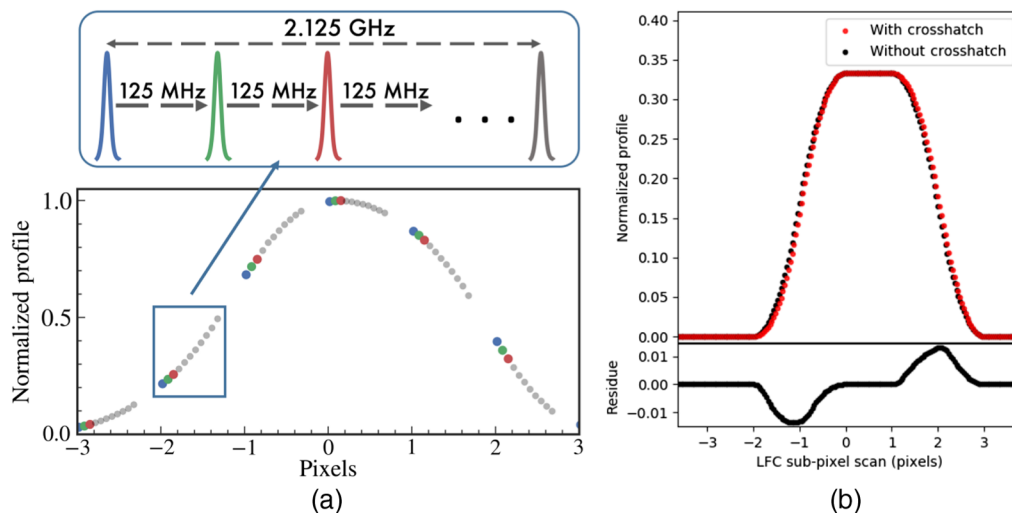 2.125 GHz
125 MHz 125 MHz 125 MHz
. . .
Normalized profile
1.0
0.5
0.0
-3 -2 -1 0 1 2 3
Pixels
(a)
With crosshatch
Without crosshatch
Normalized profile
0.40
0.35
0.30
0.25
0.20
0.15
0.10
0.05
0.00
Residue
0.01
0.00
−0.01
−3 −2 −1 0 1 2 3
LFC sub-pixel scan (pixels)
(b)